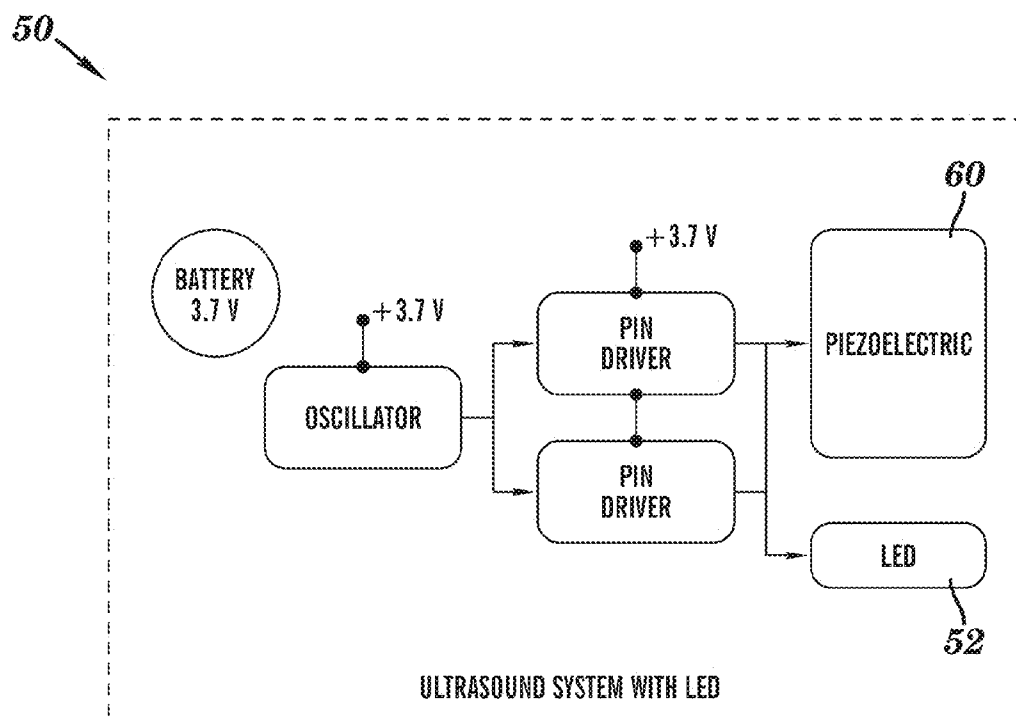 50
60
+3.7 V
BATTERY
3.7 V
+3.7 V
PIN
DRIVER
PIEZOELECTRIC
OSCILLATOR
PIN
DRIVER
LED
52
ULTRASOUND SYSTEM WITH LED